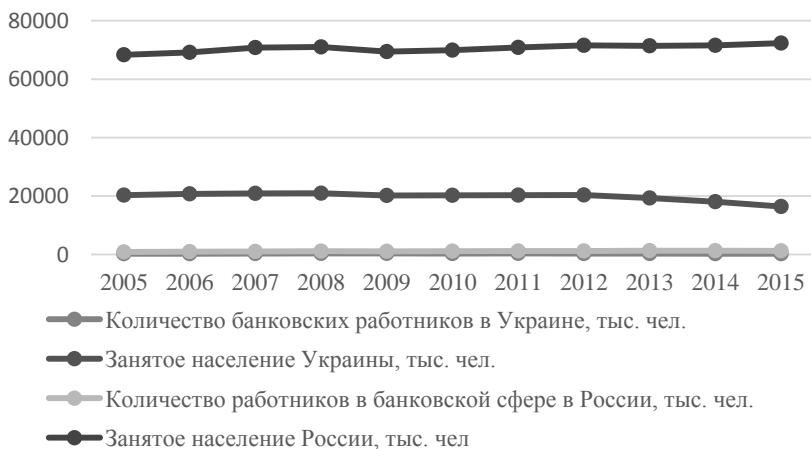 80000
60000
40000
20000
0
2005 2006 2007 2008 2009 2010 2011 2012 2013 2014 2015
Количество банковских работников в Украине, тыс. чел.
Занятое население Украины, тыс. чел.
Количество работников в банковской сфере в России, тыс. чел.
Занятое население России, тыс. чел